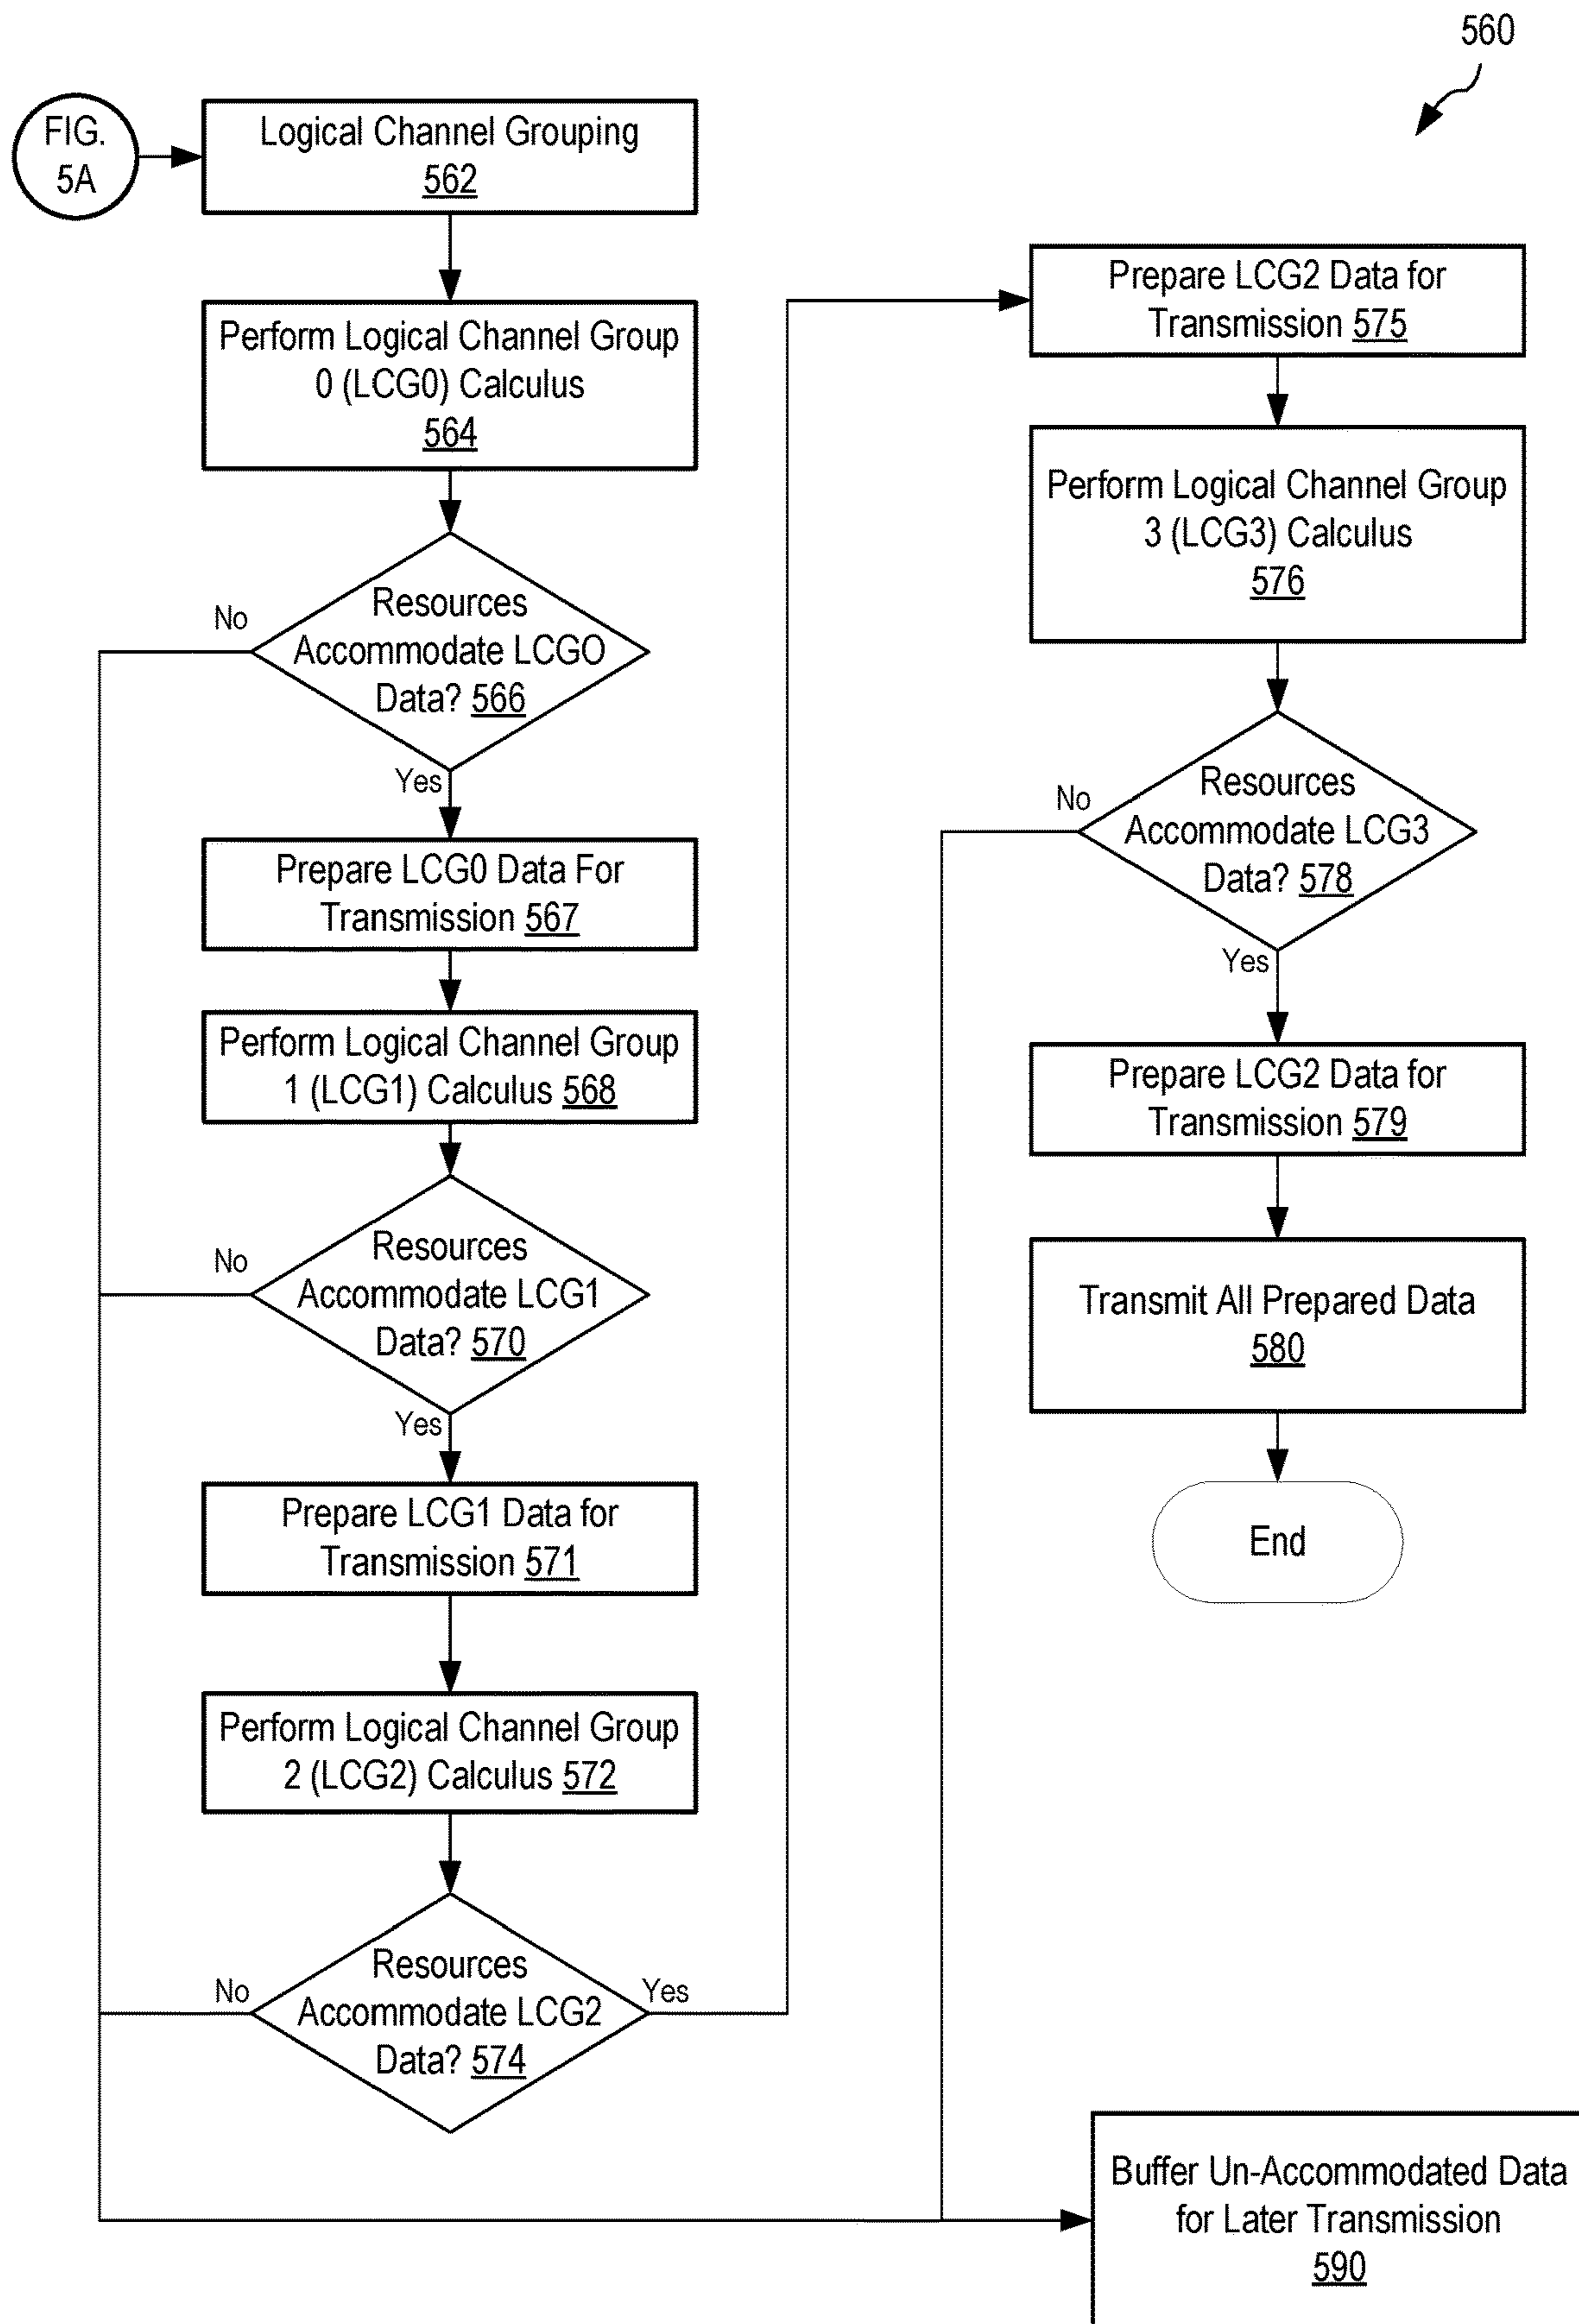 560
FIG.
5A
Logical Channel Grouping
562
Perform Logical Channel Group
0 (LCG0) Calculus
564
No
Resources
Accommodate LCGO
Data? 566
Yes
Prepare LCG0 Data For
Transmission 567
Perform Logical Channel Group
1 (LCG1) Calculus 568
No
Resources
Accommodate LCG1
Data? 570
Yes
Prepare LCG1 Data for
Transmission 571
Perform Logical Channel Group
2 (LCG2) Calculus 572
No
Resources
Accommodate LCG2
Data? 574
Yes
Prepare LCG2 Data for
Transmission 575
Perform Logical Channel Group
3 (LCG3) Calculus
576
No
Resources
Accommodate LCG3
Data? 578
Yes
Prepare LCG2 Data for
Transmission 579
Transmit All Prepared Data
580
End
Buffer Un-Accommodated Data
for Later Transmission
590